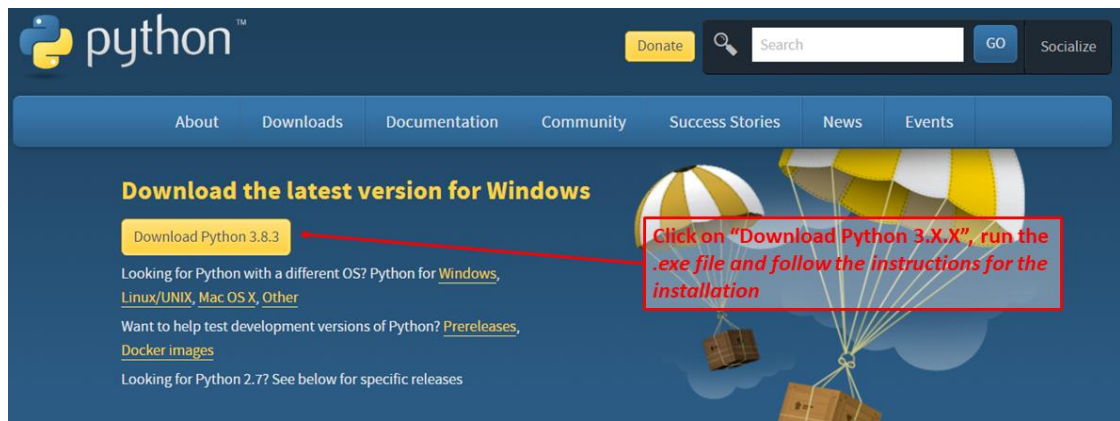 python™
Donate
Search
GO
Socialize
About Downloads Documentation Community Success Stories News Events
Download the latest version for Windows
Download Python 3.8.3
Looking for Python with a different OS? Python for Windows,
Linux/UNIX, Mac OS X, Other
Want to help test development versions of Python? Prereleases,
Docker images
Looking for Python 2.7? See below for specific releases
Click on “Download Python 3.X.X”, run the
.exe file and follow the instructions for the
installation